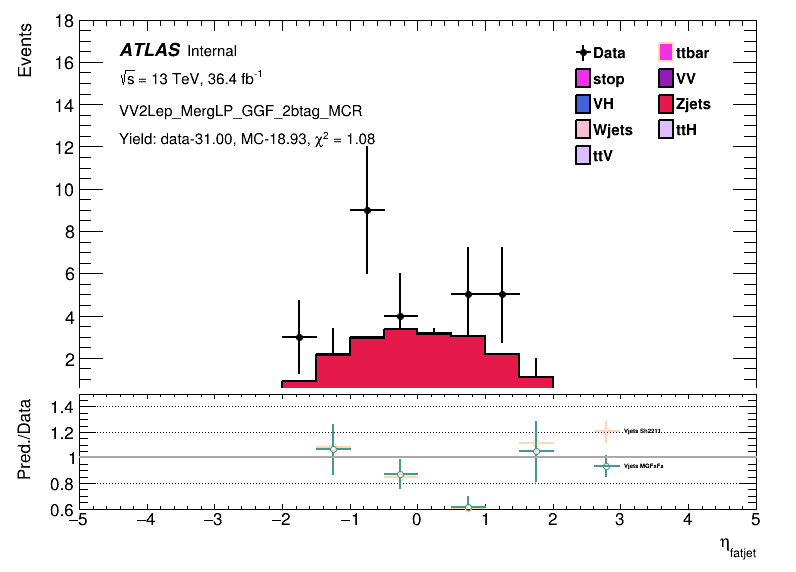 Events
18
16
14
12
10
8
6
4
2
ATLAS Internal
√s = 13 TeV, 36.4 fb⁻¹
VV2Lep_MergLP_GGF_2btag_MCR
Yield: data-31.00, MC-18.93, χ² = 1.08
Data
ttbar
stop
VV
VH
Zjets
Wjets
ttH
ttV
Pred./Data
1.4
1.2
1
0.8
0.6
Vjets Sh2211
Vjets MGFxFx
−5 −4 −3 −2 −1 0 1 2 3 4 5
η_fatjet